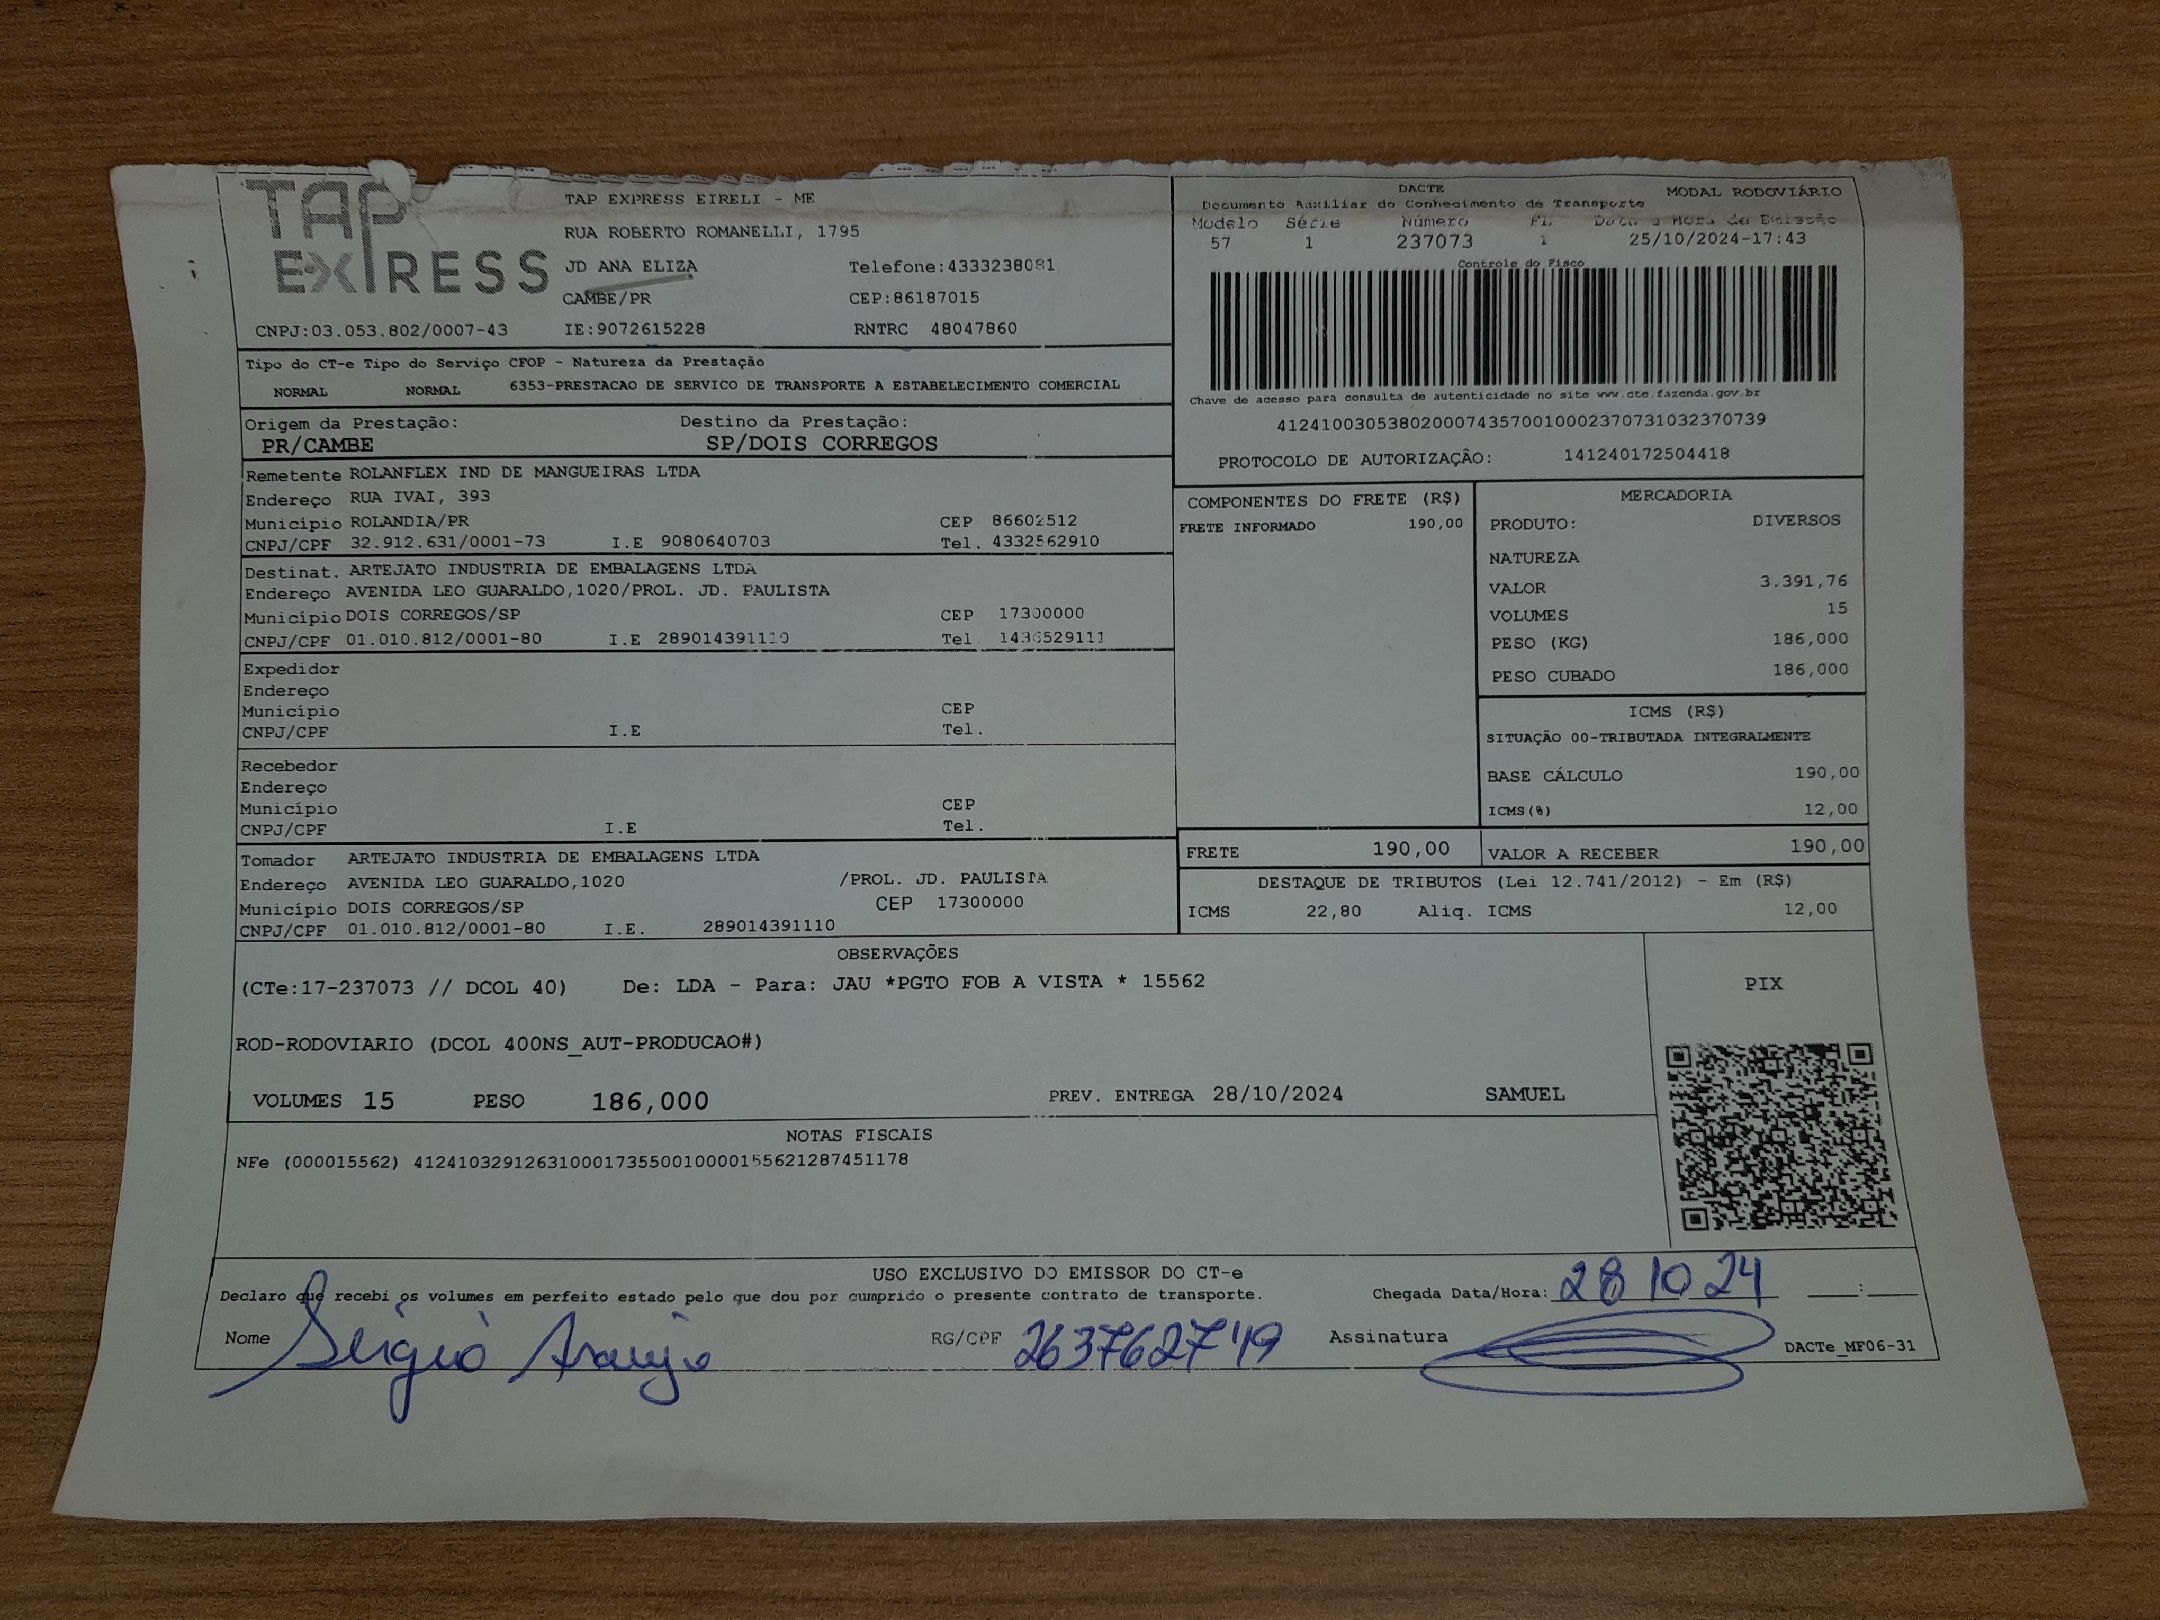 TAP EXPRESS
TAP EXPRESS EIRELI - ME
RUA ROBERTO ROMANELLI, 1795
JD ANA ELIZA Telefone:4333238081
CAMBE/PR CEP:86187015
CNPJ:03.053.802/0007-43 IE:9072615228 RNTRC 48047860
DACTE MODAL RODOVIÁRIO
Documento Auxiliar do Conhecimento de Transporte
Modelo Série Número FL Data e Hora de Emissão
57 1 237073 1 25/10/2024-17:43
Controle do Fisco
Chave de acesso para consulta de autenticidade no site www.cte.fazenda.gov.br
41241003053802000743570010002370731032370739
PROTOCOLO DE AUTORIZAÇÃO: 141240172504418
Tipo do CT-e Tipo do Serviço CFOP - Natureza da Prestação
NORMAL NORMAL 6353-PRESTACAO DE SERVICO DE TRANSPORTE A ESTABELECIMENTO COMERCIAL
Origem da Prestação: Destino da Prestação:
PR/CAMBE SP/DOIS CORREGOS
Remetente ROLANFLEX IND DE MANGUEIRAS LTDA
Endereço RUA IVAI, 393
Município ROLANDIA/PR CEP 86602512
CNPJ/CPF 32.912.631/0001-73 I.E 9080640703 Tel. 4332562910
Destinat. ARTEJATO INDUSTRIA DE EMBALAGENS LTDA
Endereço AVENIDA LEO GUARALDO,1020/PROL. JD. PAULISTA
Município DOIS CORREGOS/SP CEP 17300000
CNPJ/CPF 01.010.812/0001-80 I.E 289014391110 Tel 1436529111
Expedidor
Endereço
Município CEP
CNPJ/CPF I.E Tel.
Recebedor
Endereço
Município CEP
CNPJ/CPF I.E Tel.
Tomador ARTEJATO INDUSTRIA DE EMBALAGENS LTDA
Endereço AVENIDA LEO GUARALDO,1020 /PROL. JD. PAULISTA
Município DOIS CORREGOS/SP CEP 17300000
CNPJ/CPF 01.010.812/0001-80 I.E. 289014391110
COMPONENTES DO FRETE (R$)
FRETE INFORMADO 190,00
MERCADORIA
PRODUTO: DIVERSOS
NATUREZA
VALOR 3.391,76
VOLUMES 15
PESO (KG) 186,000
PESO CUBADO 186,000
ICMS (R$)
SITUAÇÃO 00-TRIBUTADA INTEGRALMENTE
BASE CÁLCULO 190,00
ICMS(%) 12,00
FRETE 190,00 VALOR A RECEBER 190,00
DESTAQUE DE TRIBUTOS (Lei 12.741/2012) - Em (R$)
ICMS 22,80 Aliq. ICMS 12,00
OBSERVAÇÕES
(CTe:17-237073 // DCOL 40) De: LDA - Para: JAU *PGTO FOB A VISTA * 15562
ROD-RODOVIARIO (DCOL 400NS_AUT-PRODUCAO#)
VOLUMES 15 PESO 186,000 PREV. ENTREGA 28/10/2024 SAMUEL
PIX
NOTAS FISCAIS
NFe (000015562) 41241032912631000173550010000155621287451178
USO EXCLUSIVO DO EMISSOR DO CT-e
Declaro que recebi os volumes em perfeito estado pelo que dou por cumprido o presente contrato de transporte. Chegada Data/Hora: 28 10 24 :
Nome Sérgio Araujo RG/CPF 263762749 Assinatura DACTe_MF06-31